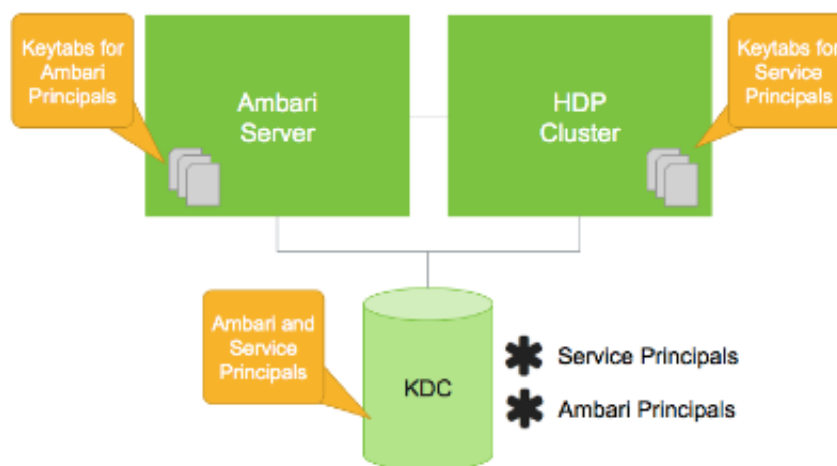 Keytabs for
Ambari
Principals
Ambari
Server
HDP
Cluster
Keytabs for
Service
Principals
Ambari and
Service
Principals
KDC
Service Principals
Ambari Principals